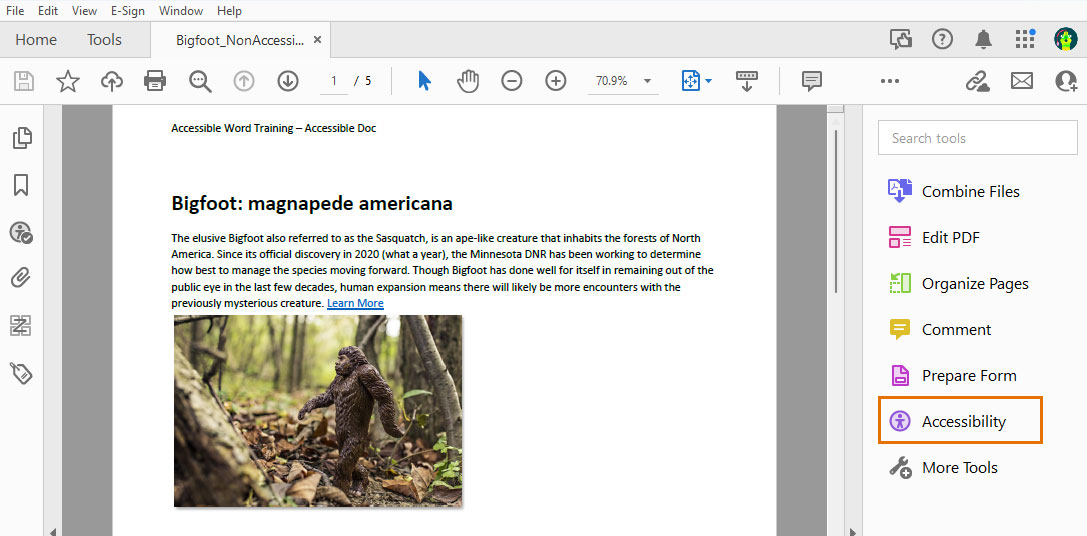 File Edit View E-Sign Window Help
Home Tools Bigfoot_NonAccessi... ×
1 / 5 70.9%
Accessible Word Training – Accessible Doc
Bigfoot: magnapede americana
The elusive Bigfoot also referred to as the Sasquatch, is an ape-like creature that inhabits the forests of North
America. Since its official discovery in 2020 (what a year), the Minnesota DNR has been working to determine
how best to manage the species moving forward. Though Bigfoot has done well for itself in remaining out of the
public eye in the last few decades, human expansion means there will likely be more encounters with the
previously mysterious creature. Learn More
Search tools
Combine Files
Edit PDF
Organize Pages
Comment
Prepare Form
Accessibility
More Tools